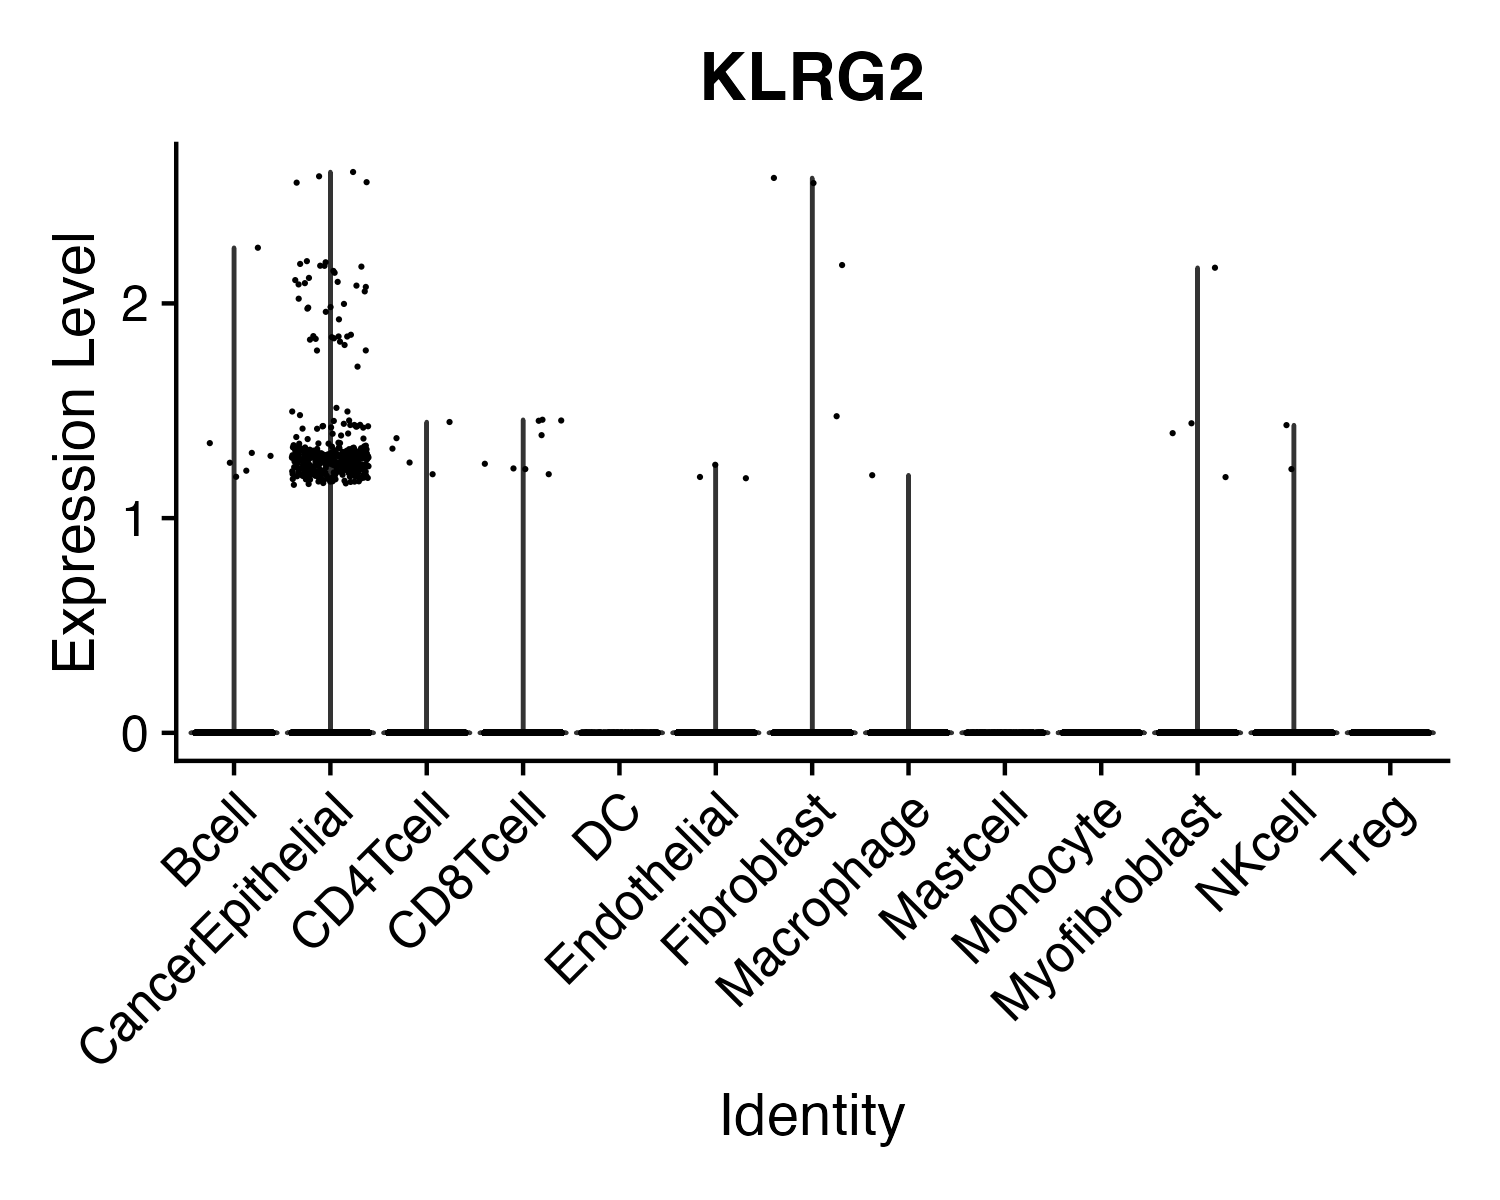 KLRG2
Expression Level
2
1
0
Bcell
CancerEpithelial
CD4Tcell
CD8Tcell
DC
Endothelial
Fibroblast
Macrophage
Mastcell
Monocyte
Myofibroblast
NKcell
Treg
Identity